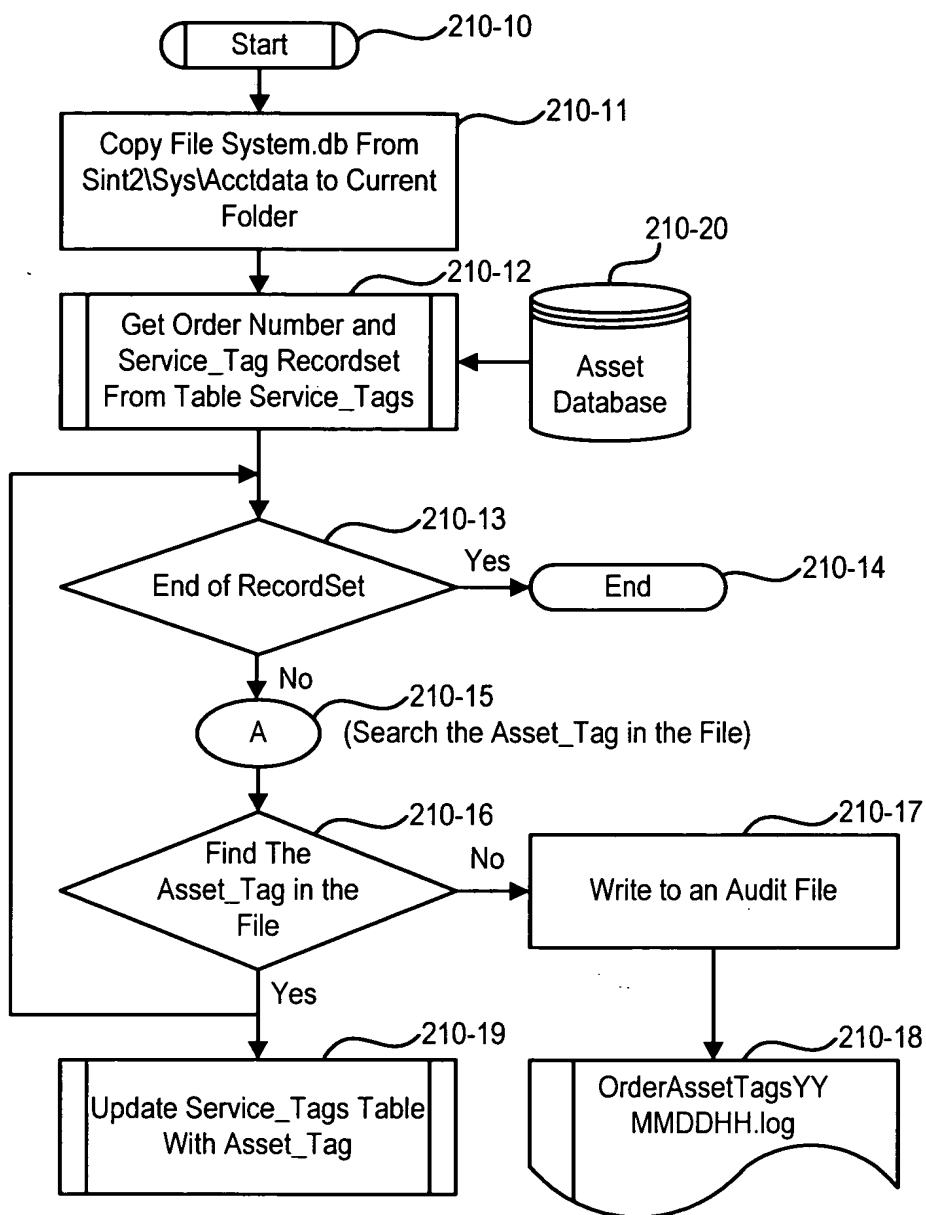 210-10
Start
210-11
Copy File System.db From
Sint2\Sys\Acctdata to Current
Folder
210-20
210-12
Get Order Number and
Service_Tag Recordset
From Table Service_Tags
Asset
Database
210-13
End of RecordSet
Yes
End
210-14
No
210-15
A
(Search the Asset_Tag in the File)
210-16
Find The
Asset_Tag in the
File
No
210-17
Write to an Audit File
Yes
210-19
Update Service_Tags Table
With Asset_Tag
210-18
OrderAssetTagsYY
MMDDHH.log